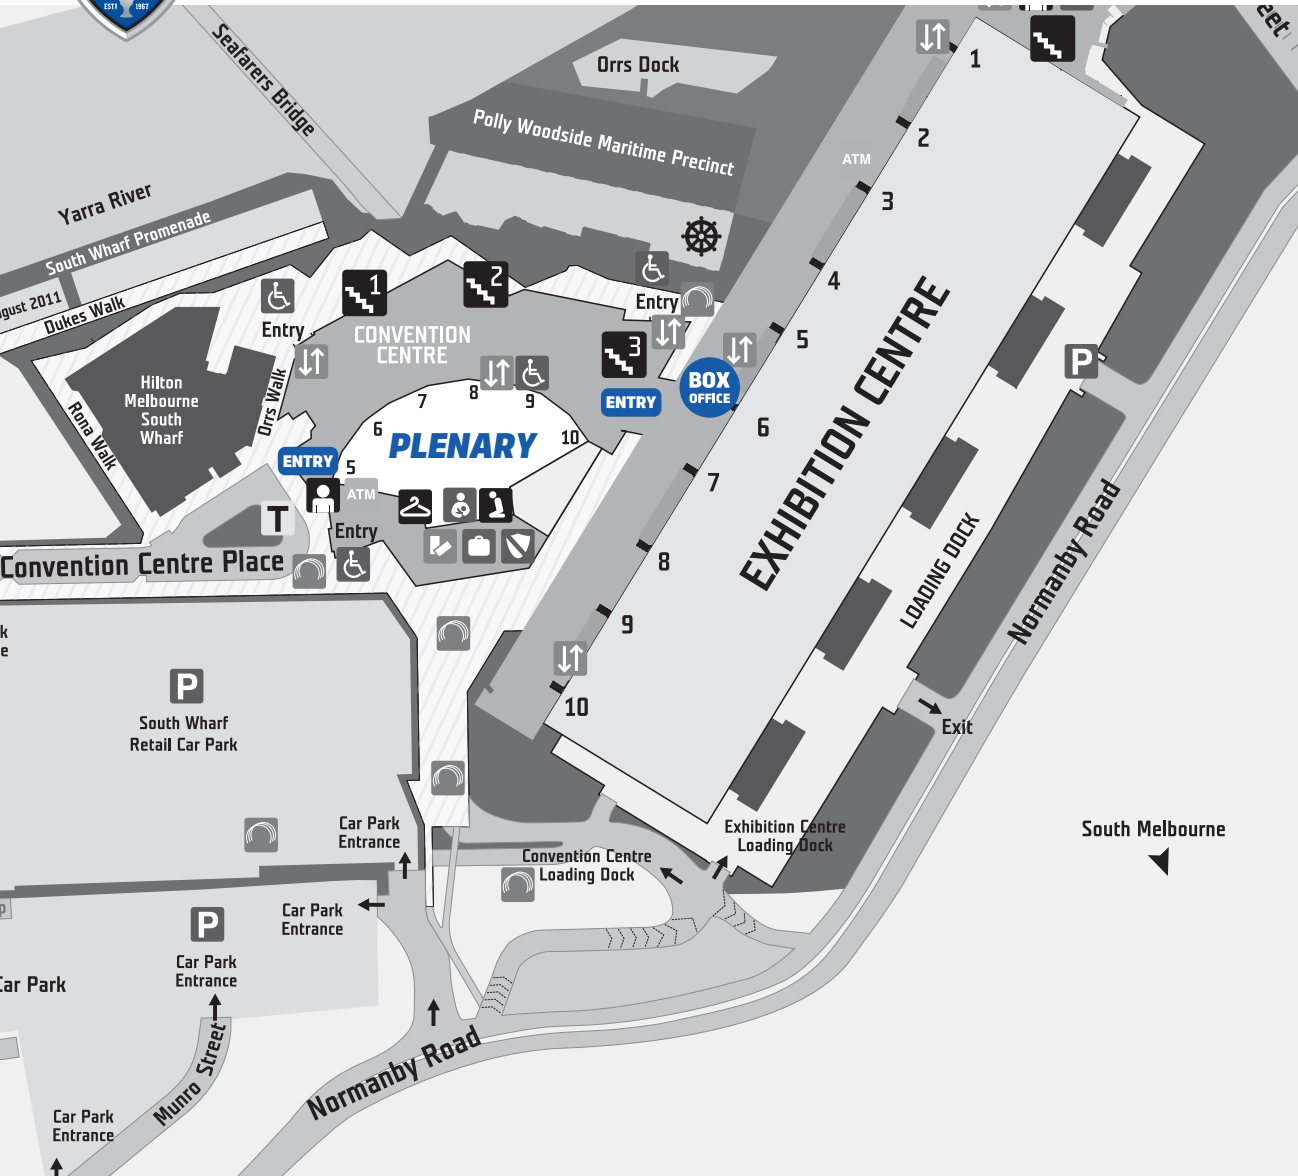 ESTD 1967
Seafarers Bridge
Orrs Dock
Polly Woodside Maritime Precinct
eet
Yarra River
South Wharf Promenade
gust 2011
Dukes Walk
Entry
1
2
3
CONVENTION
CENTRE
Entry
ENTRY
BOX
OFFICE
Hilton
Melbourne
South
Wharf
Orrs Walk
Rona Walk
5
6
7
8
9
10
PLENARY
ENTRY
ATM
T
Entry
Convention Centre Place
1
2
ATM
3
4
5
6
7
8
9
10
EXHIBITION CENTRE
P
LOADING DOCK
Normanby Road
Exit
k
e
P
South Wharf
Retail Car Park
Car Park
Entrance
Convention Centre
Loading Dock
Exhibition Centre
Loading Dock
South Melbourne
Car Park
Entrance
P
Car Park
Entrance
p
Car Park
Munro Street
Normanby Road
Car Park
Entrance